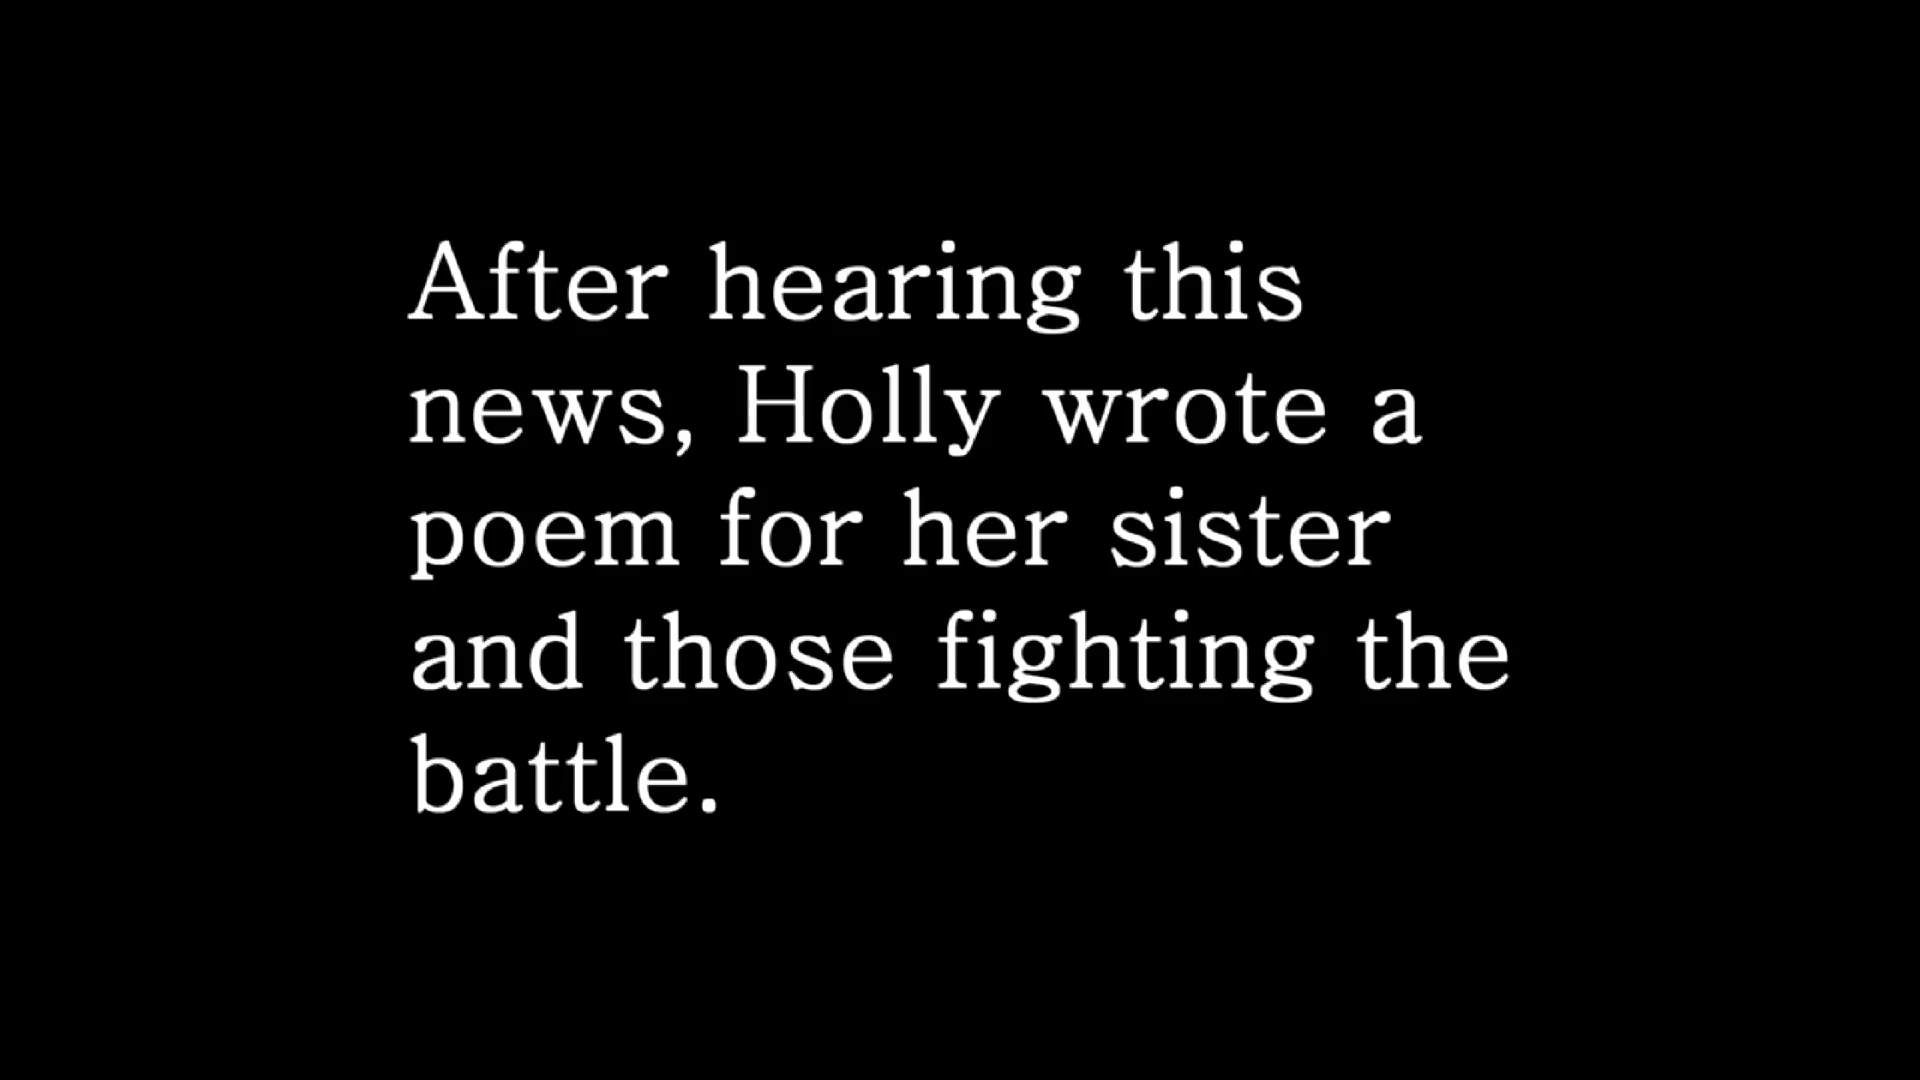 After hearing this
news, Holly wrote a
poem for her sister
and those fighting the
battle.